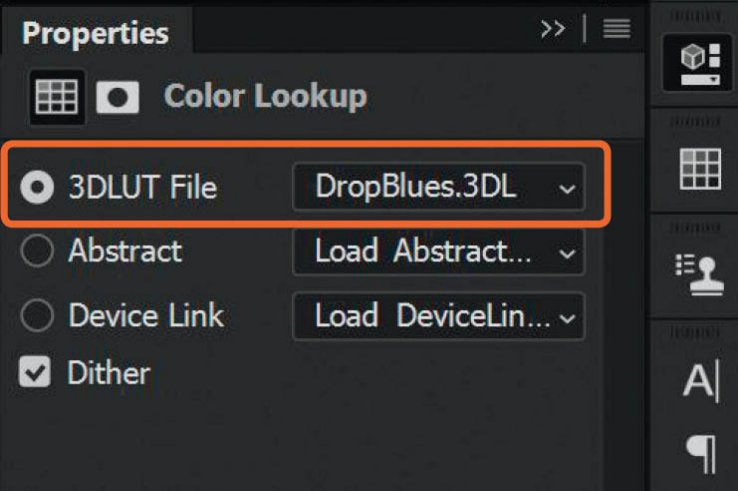 Properties
Color Lookup
3DLUT File DropBlues.3DL
Abstract Load Abstract...
Device Link Load DeviceLin...
Dither
A|
¶